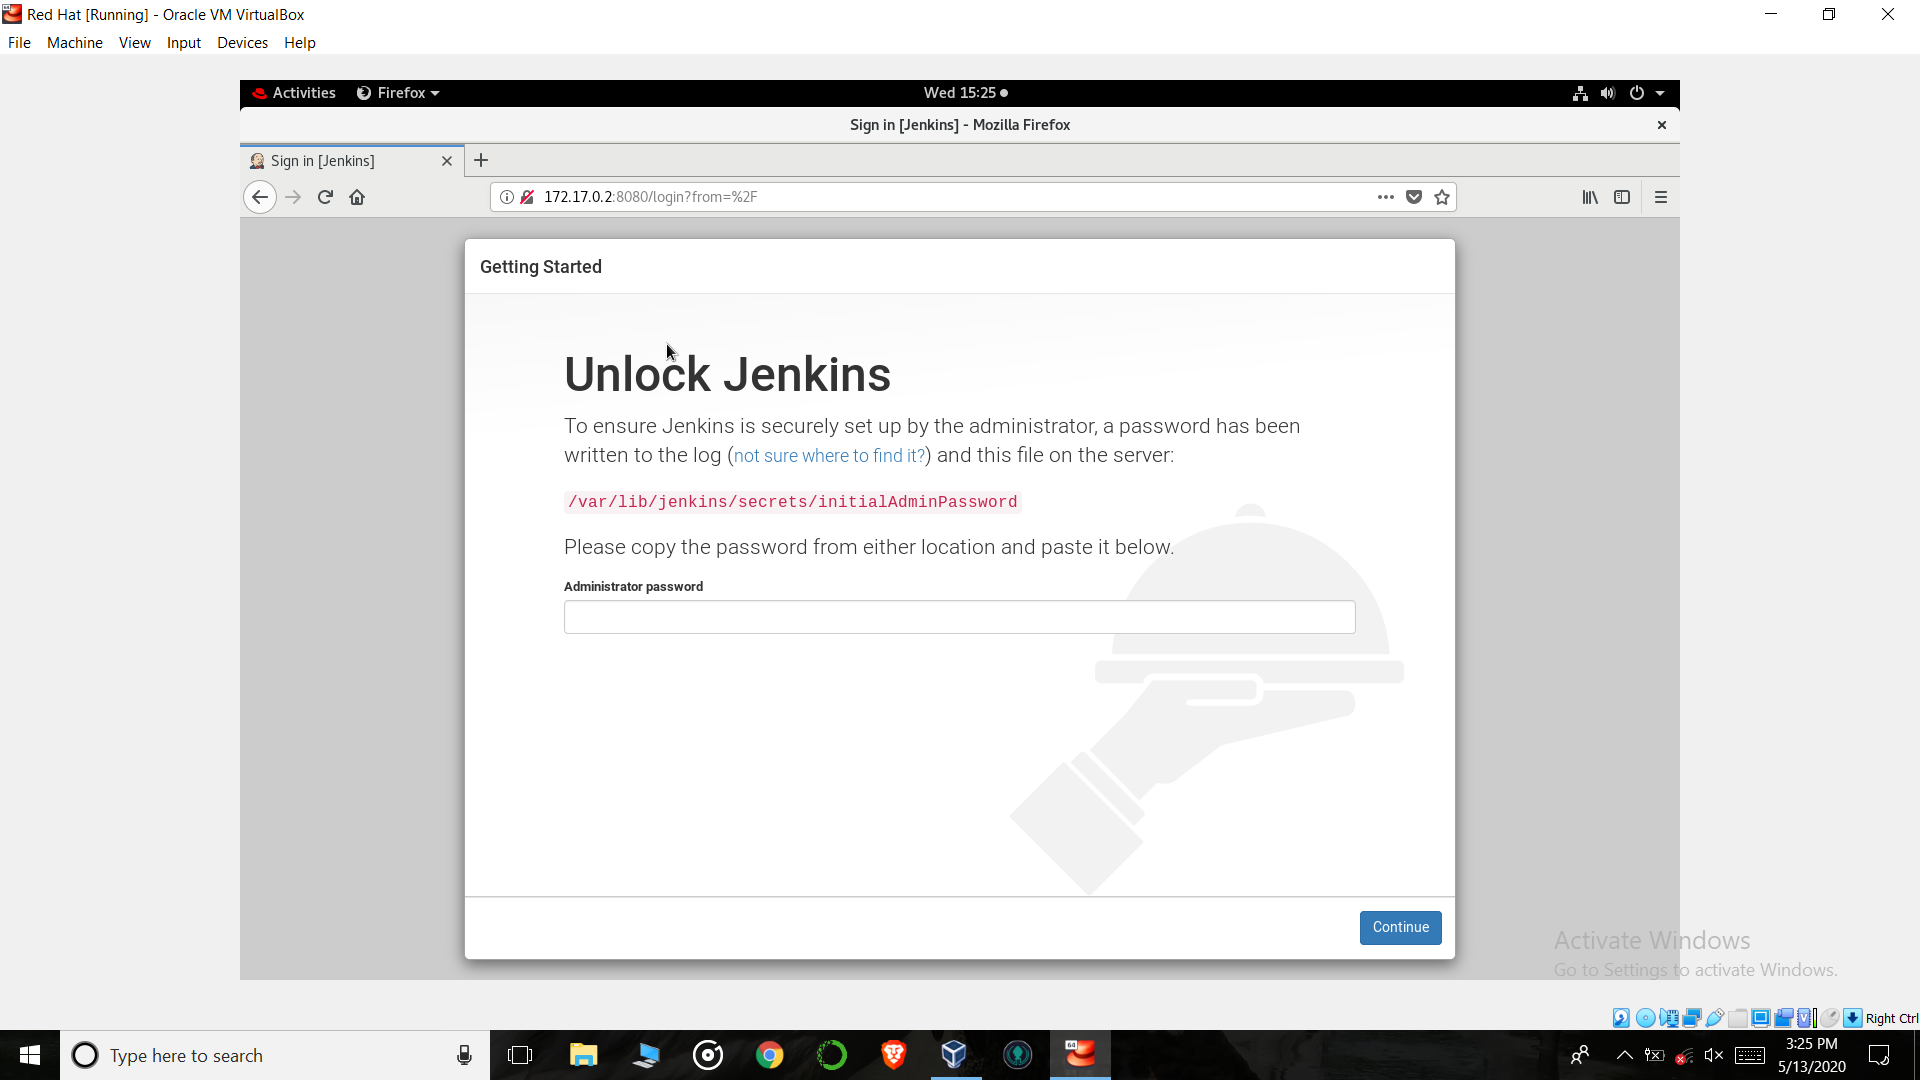 Red Hat [Running] - Oracle VM VirtualBox
File Machine View Input Devices Help
Activities Firefox Wed 15:25
Sign in [Jenkins] - Mozilla Firefox
Sign in [Jenkins]
172.17.0.2:8080/login?from=%2F
Getting Started
Unlock Jenkins
To ensure Jenkins is securely set up by the administrator, a password has been
written to the log (not sure where to find it?) and this file on the server:
/var/lib/jenkins/secrets/initialAdminPassword
Please copy the password from either location and paste it below.
Administrator password
Continue
Activate Windows
Go to Settings to activate Windows.
Right Ctrl
Type here to search
64
3:25 PM
5/13/2020